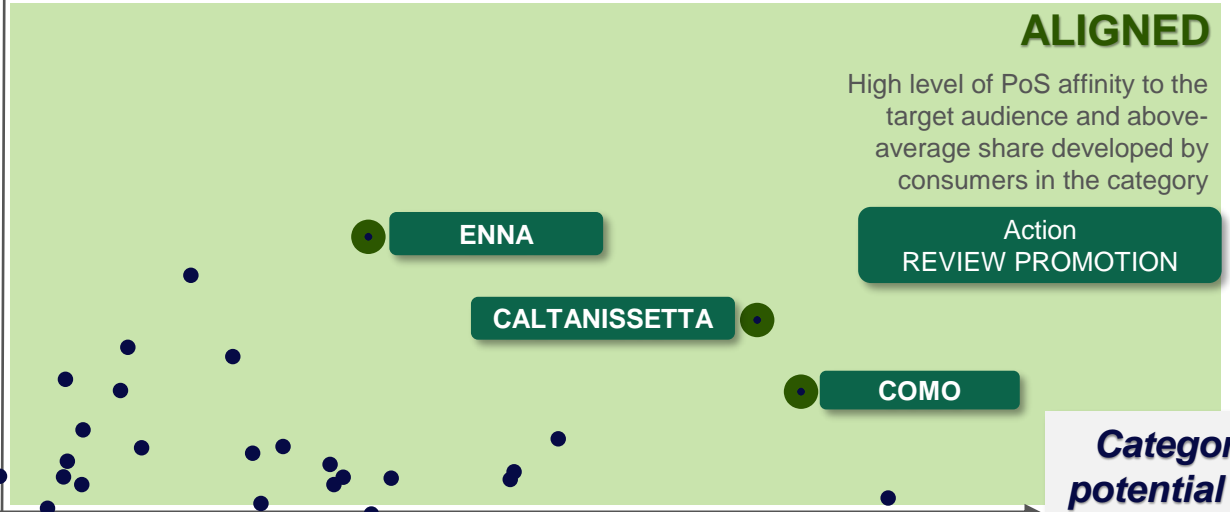 ALIGNED
High level of PoS affinity to the
target audience and above-
average share developed by
consumers in the category
ENNA
Action
REVIEW PROMOTION
CALTANISSETTA
COMO
Categor
potential